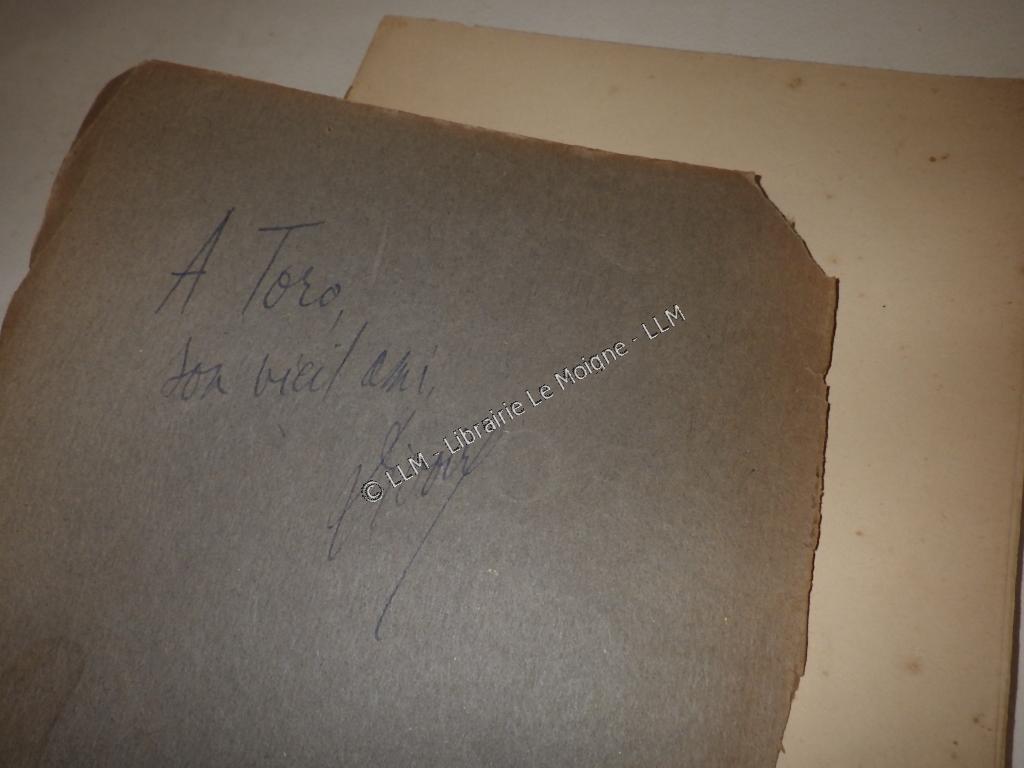 A Toro,
son vieil ami,
© LLM - Librairie Le Moigne - LLM